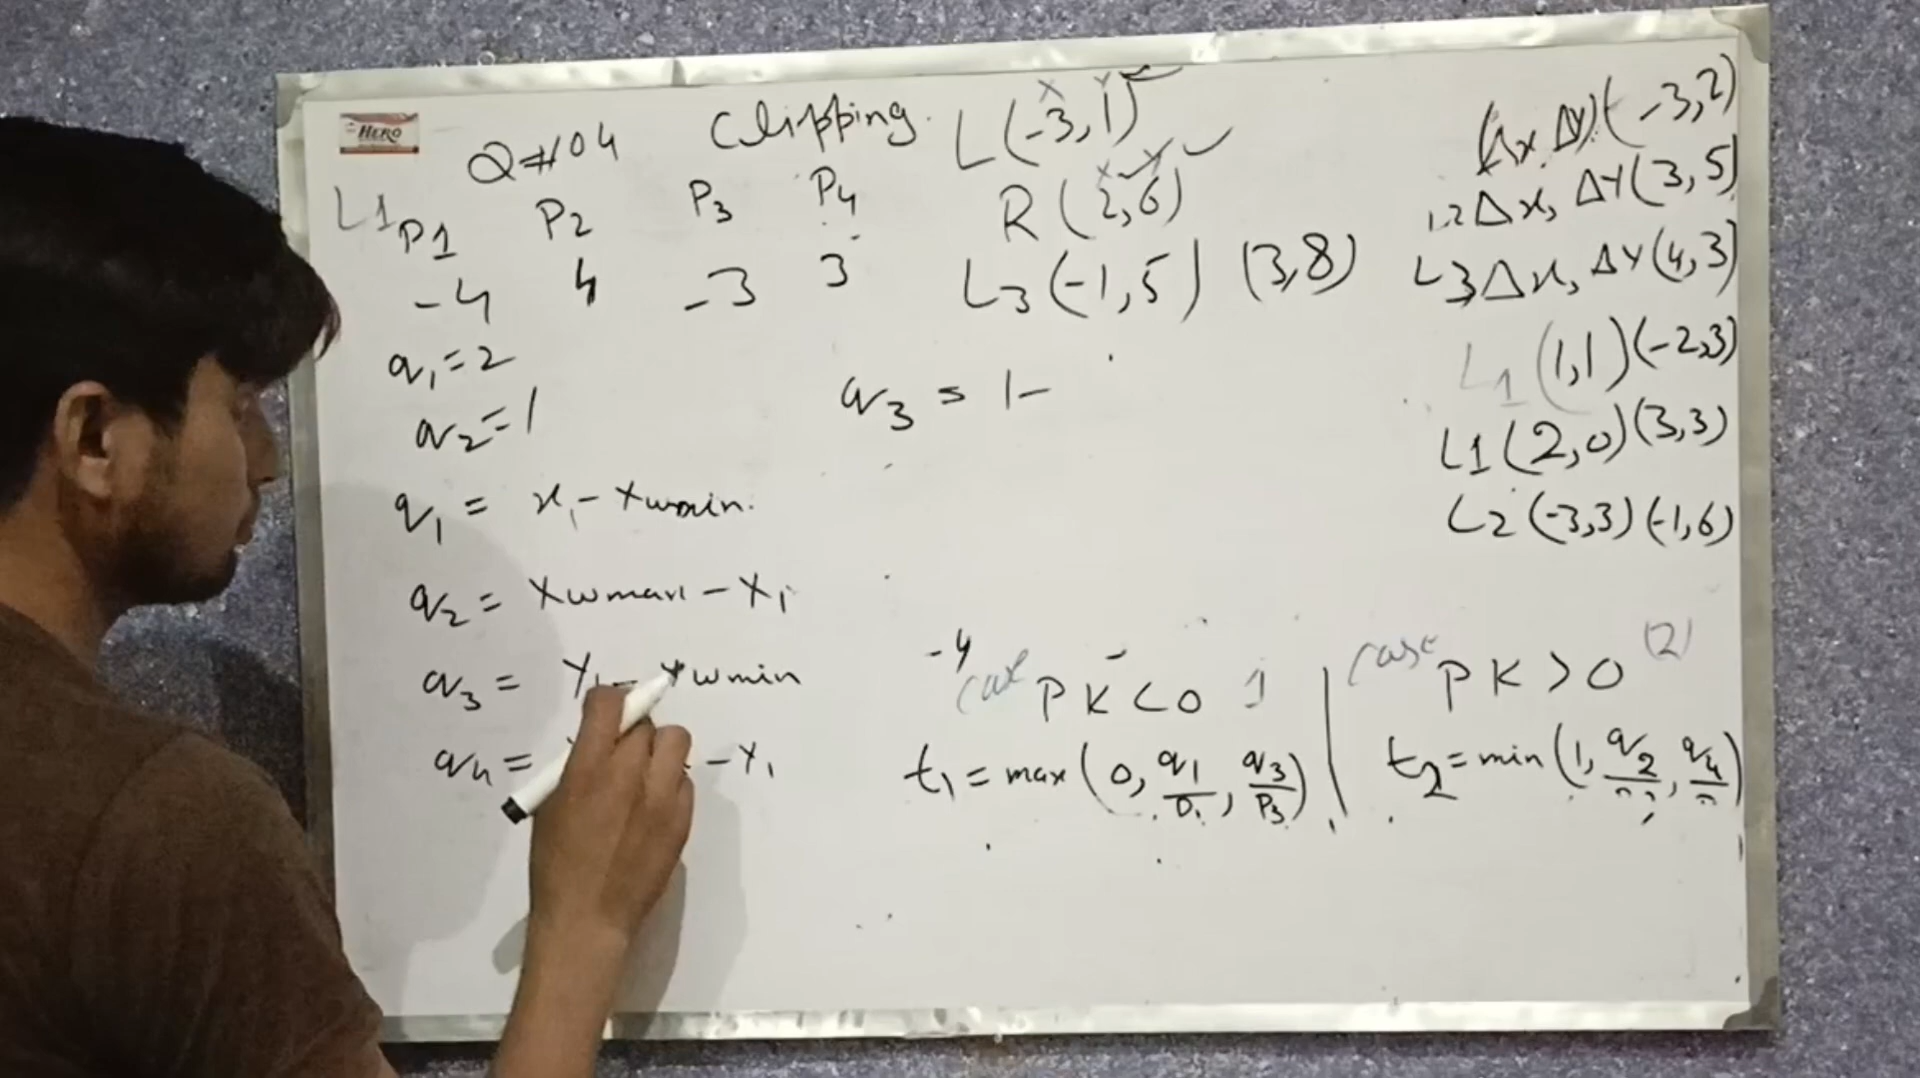 HERO
Q#04 Clipping. L(-3,1)
R(2,6)
L3(-1,5) (3,8)
L1 P1 P2 P3 P4
-4 4 -3 3
q1=2
q2=1
q1 = x1 - xwmin.
q2 = xwmax - x1
q3 = Y1 - Ywmin
q4 = - Y1
q3 = 1-
Δy)(-3,2)
Δx, ΔY(3,5)
L3 Δx, ΔY(4,3)
L1(1,1)(-2,3)
L1(2,0)(3,3)
L2(-3,3)(-1,6)
-4
case PK<0 1
t1 = max(0, q1/P1, q3/P3)
case PK>0 (2)
t2 = min(1, q2/, q4/)